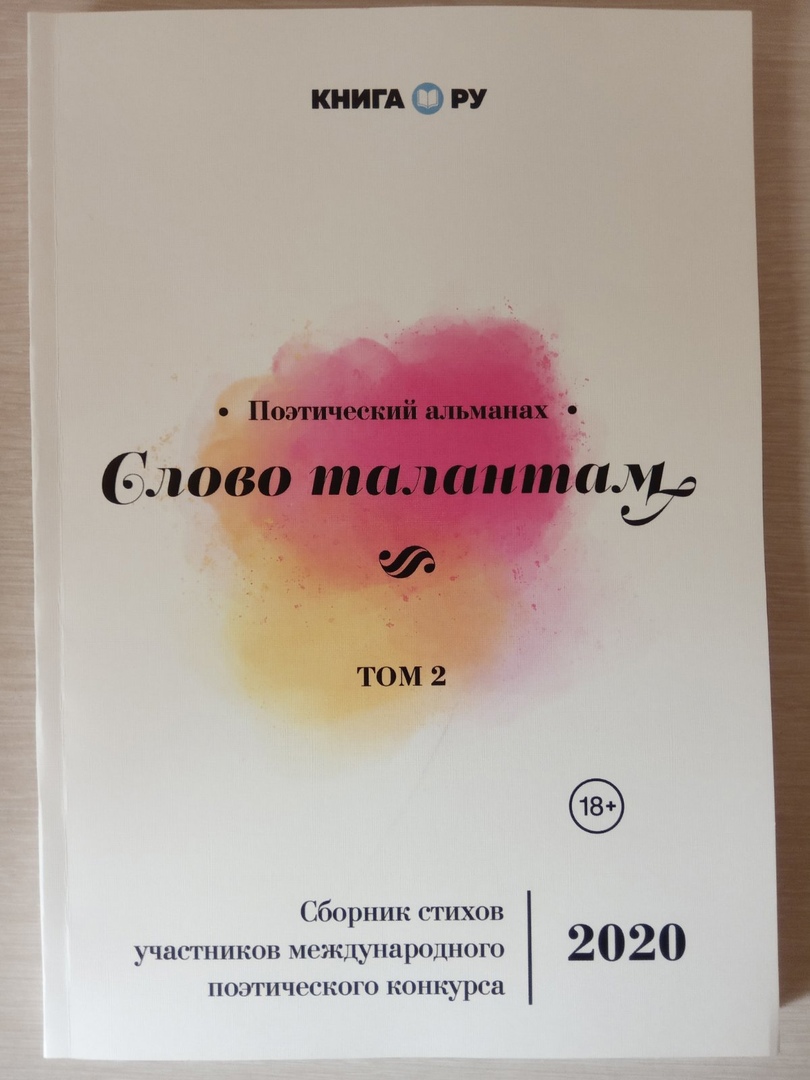 КНИГА РУ
• Поэтический альманах •
Слово талантам
ТОМ 2
18+
Сборник стихов
участников международного
поэтического конкурса
2020